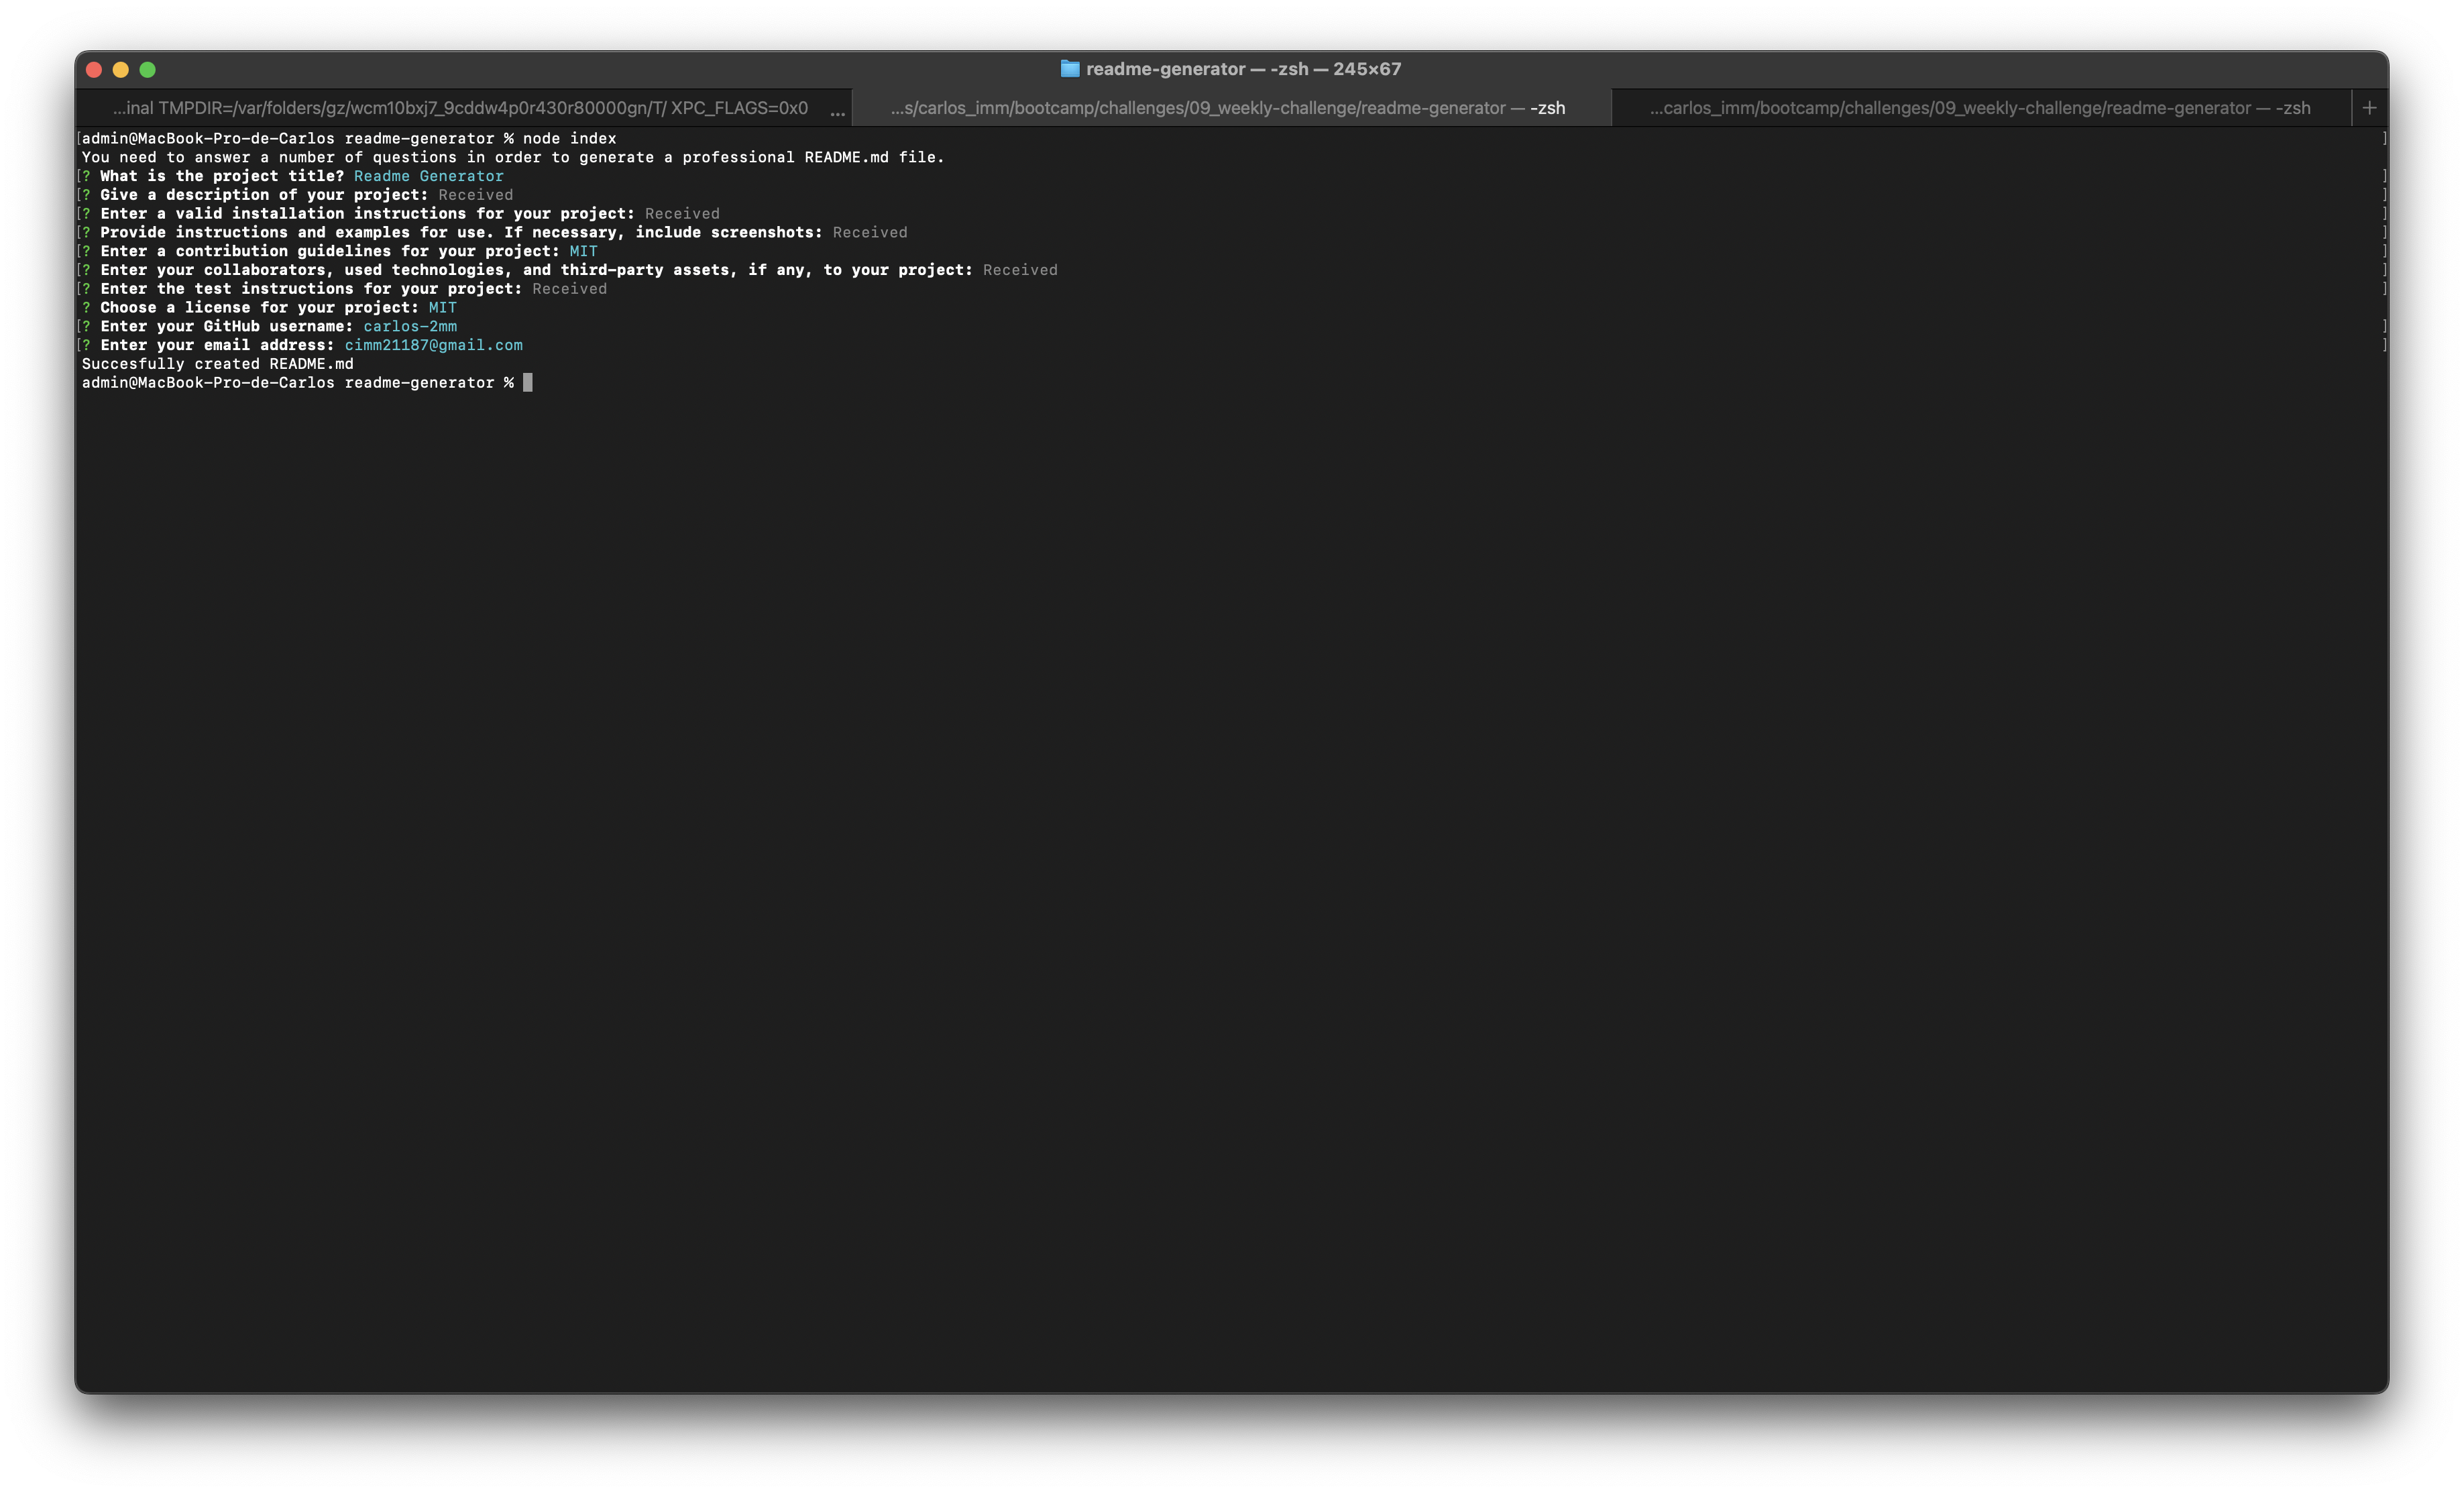 readme-generator — -zsh — 245×67
...inal TMPDIR=/var/folders/gz/wcm10bxj7_9cddw4p0r430r80000gn/T/ XPC_FLAGS=0x0 ...
...s/carlos_imm/bootcamp/challenges/09_weekly-challenge/readme-generator — -zsh
...carlos_imm/bootcamp/challenges/09_weekly-challenge/readme-generator — -zsh
+
[admin@MacBook-Pro-de-Carlos readme-generator % node index ]
You need to answer a number of questions in order to generate a professional README.md file.
[? What is the project title? Readme Generator ]
[? Give a description of your project: Received ]
[? Enter a valid installation instructions for your project: Received ]
[? Provide instructions and examples for use. If necessary, include screenshots: Received ]
[? Enter a contribution guidelines for your project: MIT ]
[? Enter your collaborators, used technologies, and third-party assets, if any, to your project: Received ]
[? Enter the test instructions for your project: Received ]
? Choose a license for your project: MIT
[? Enter your GitHub username: carlos-2mm ]
[? Enter your email address: cimm21187@gmail.com ]
Succesfully created README.md
admin@MacBook-Pro-de-Carlos readme-generator %